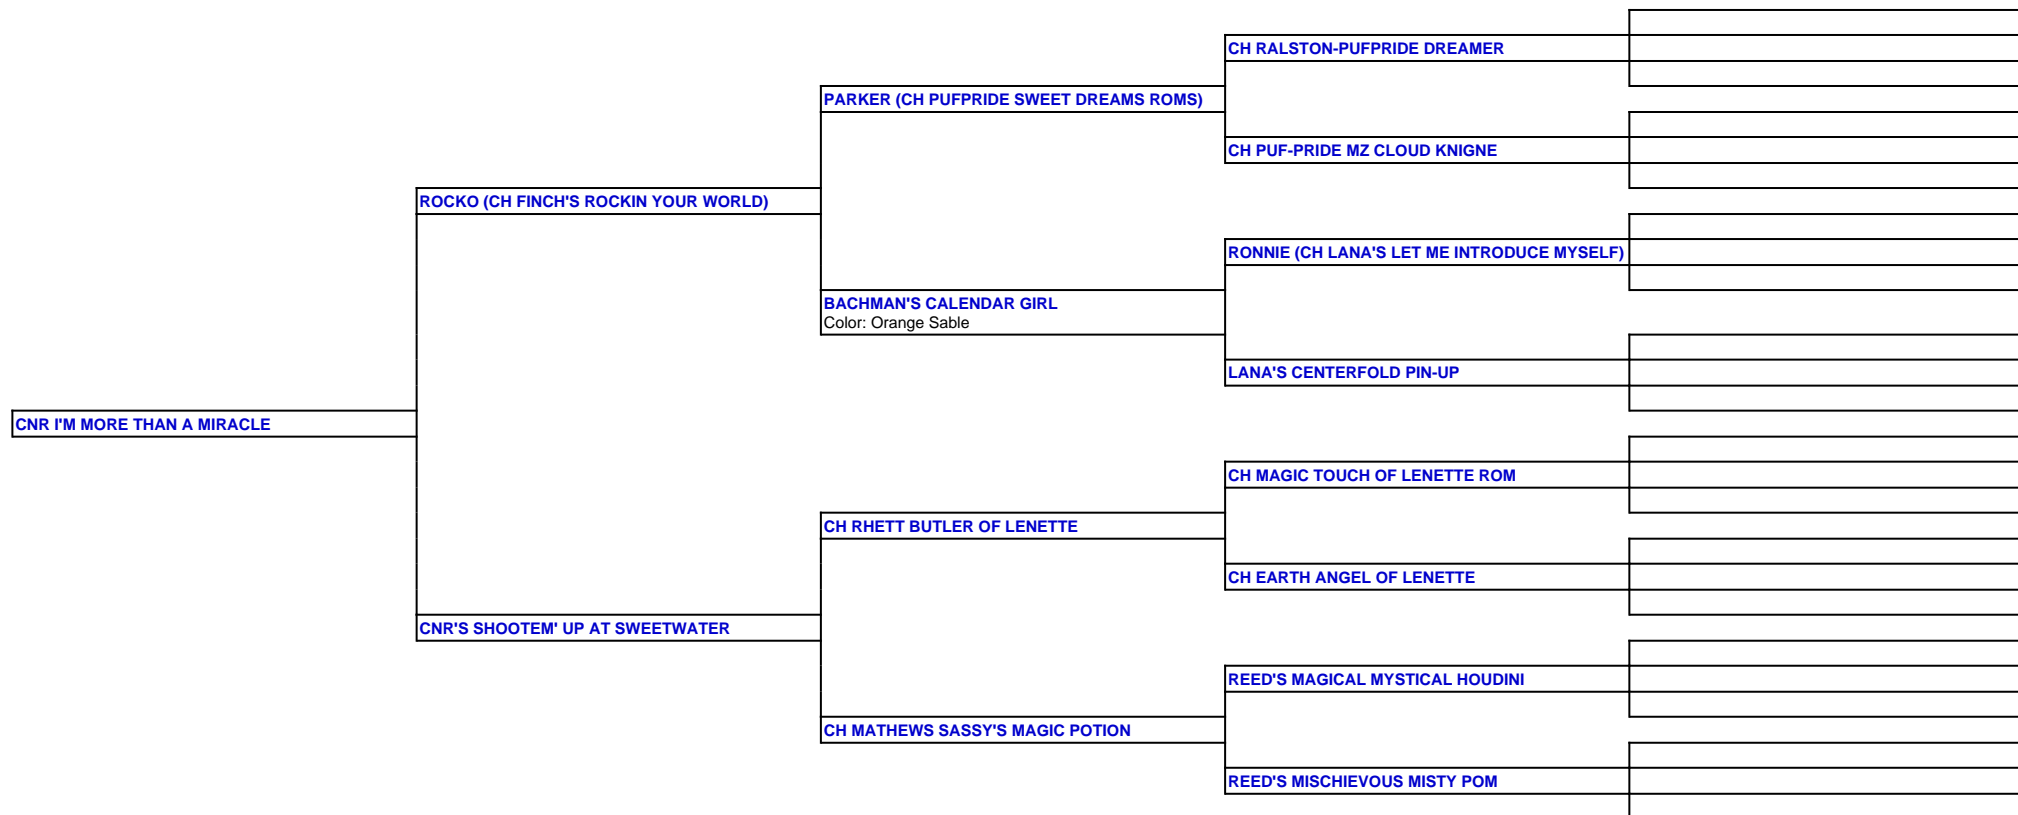 CH RALSTON-PUFPRIDE DREAMER
PARKER (CH PUFPRIDE SWEET DREAMS ROMS)
CH PUF-PRIDE MZ CLOUD KNIGNE
ROCKO (CH FINCH'S ROCKIN YOUR WORLD)
RONNIE (CH LANA'S LET ME INTRODUCE MYSELF)
BACHMAN'S CALENDAR GIRL
Color: Orange Sable
LANA'S CENTERFOLD PIN-UP
CNR I'M MORE THAN A MIRACLE
CH MAGIC TOUCH OF LENETTE ROM
CH RHETT BUTLER OF LENETTE
CH EARTH ANGEL OF LENETTE
CNR'S SHOOTEM' UP AT SWEETWATER
REED'S MAGICAL MYSTICAL HOUDINI
CH MATHEWS SASSY'S MAGIC POTION
REED'S MISCHIEVOUS MISTY POM